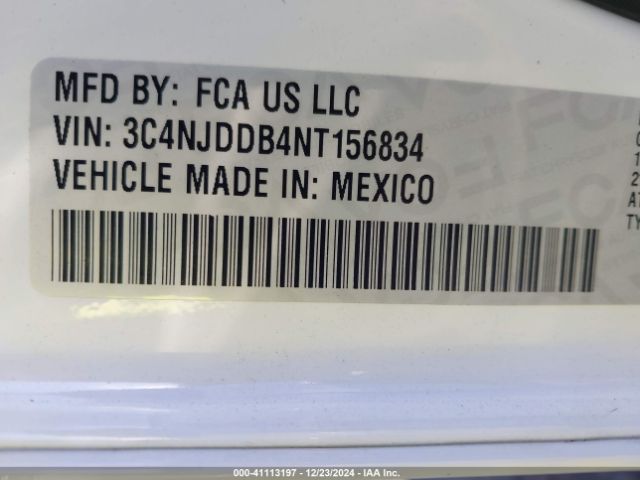 MFD BY: FCA US LLC
VIN: 3C4NJDDB4NT156834
VEHICLE MADE IN: MEXICO
000-41113197 - 12/23/2024 - IAA Inc.